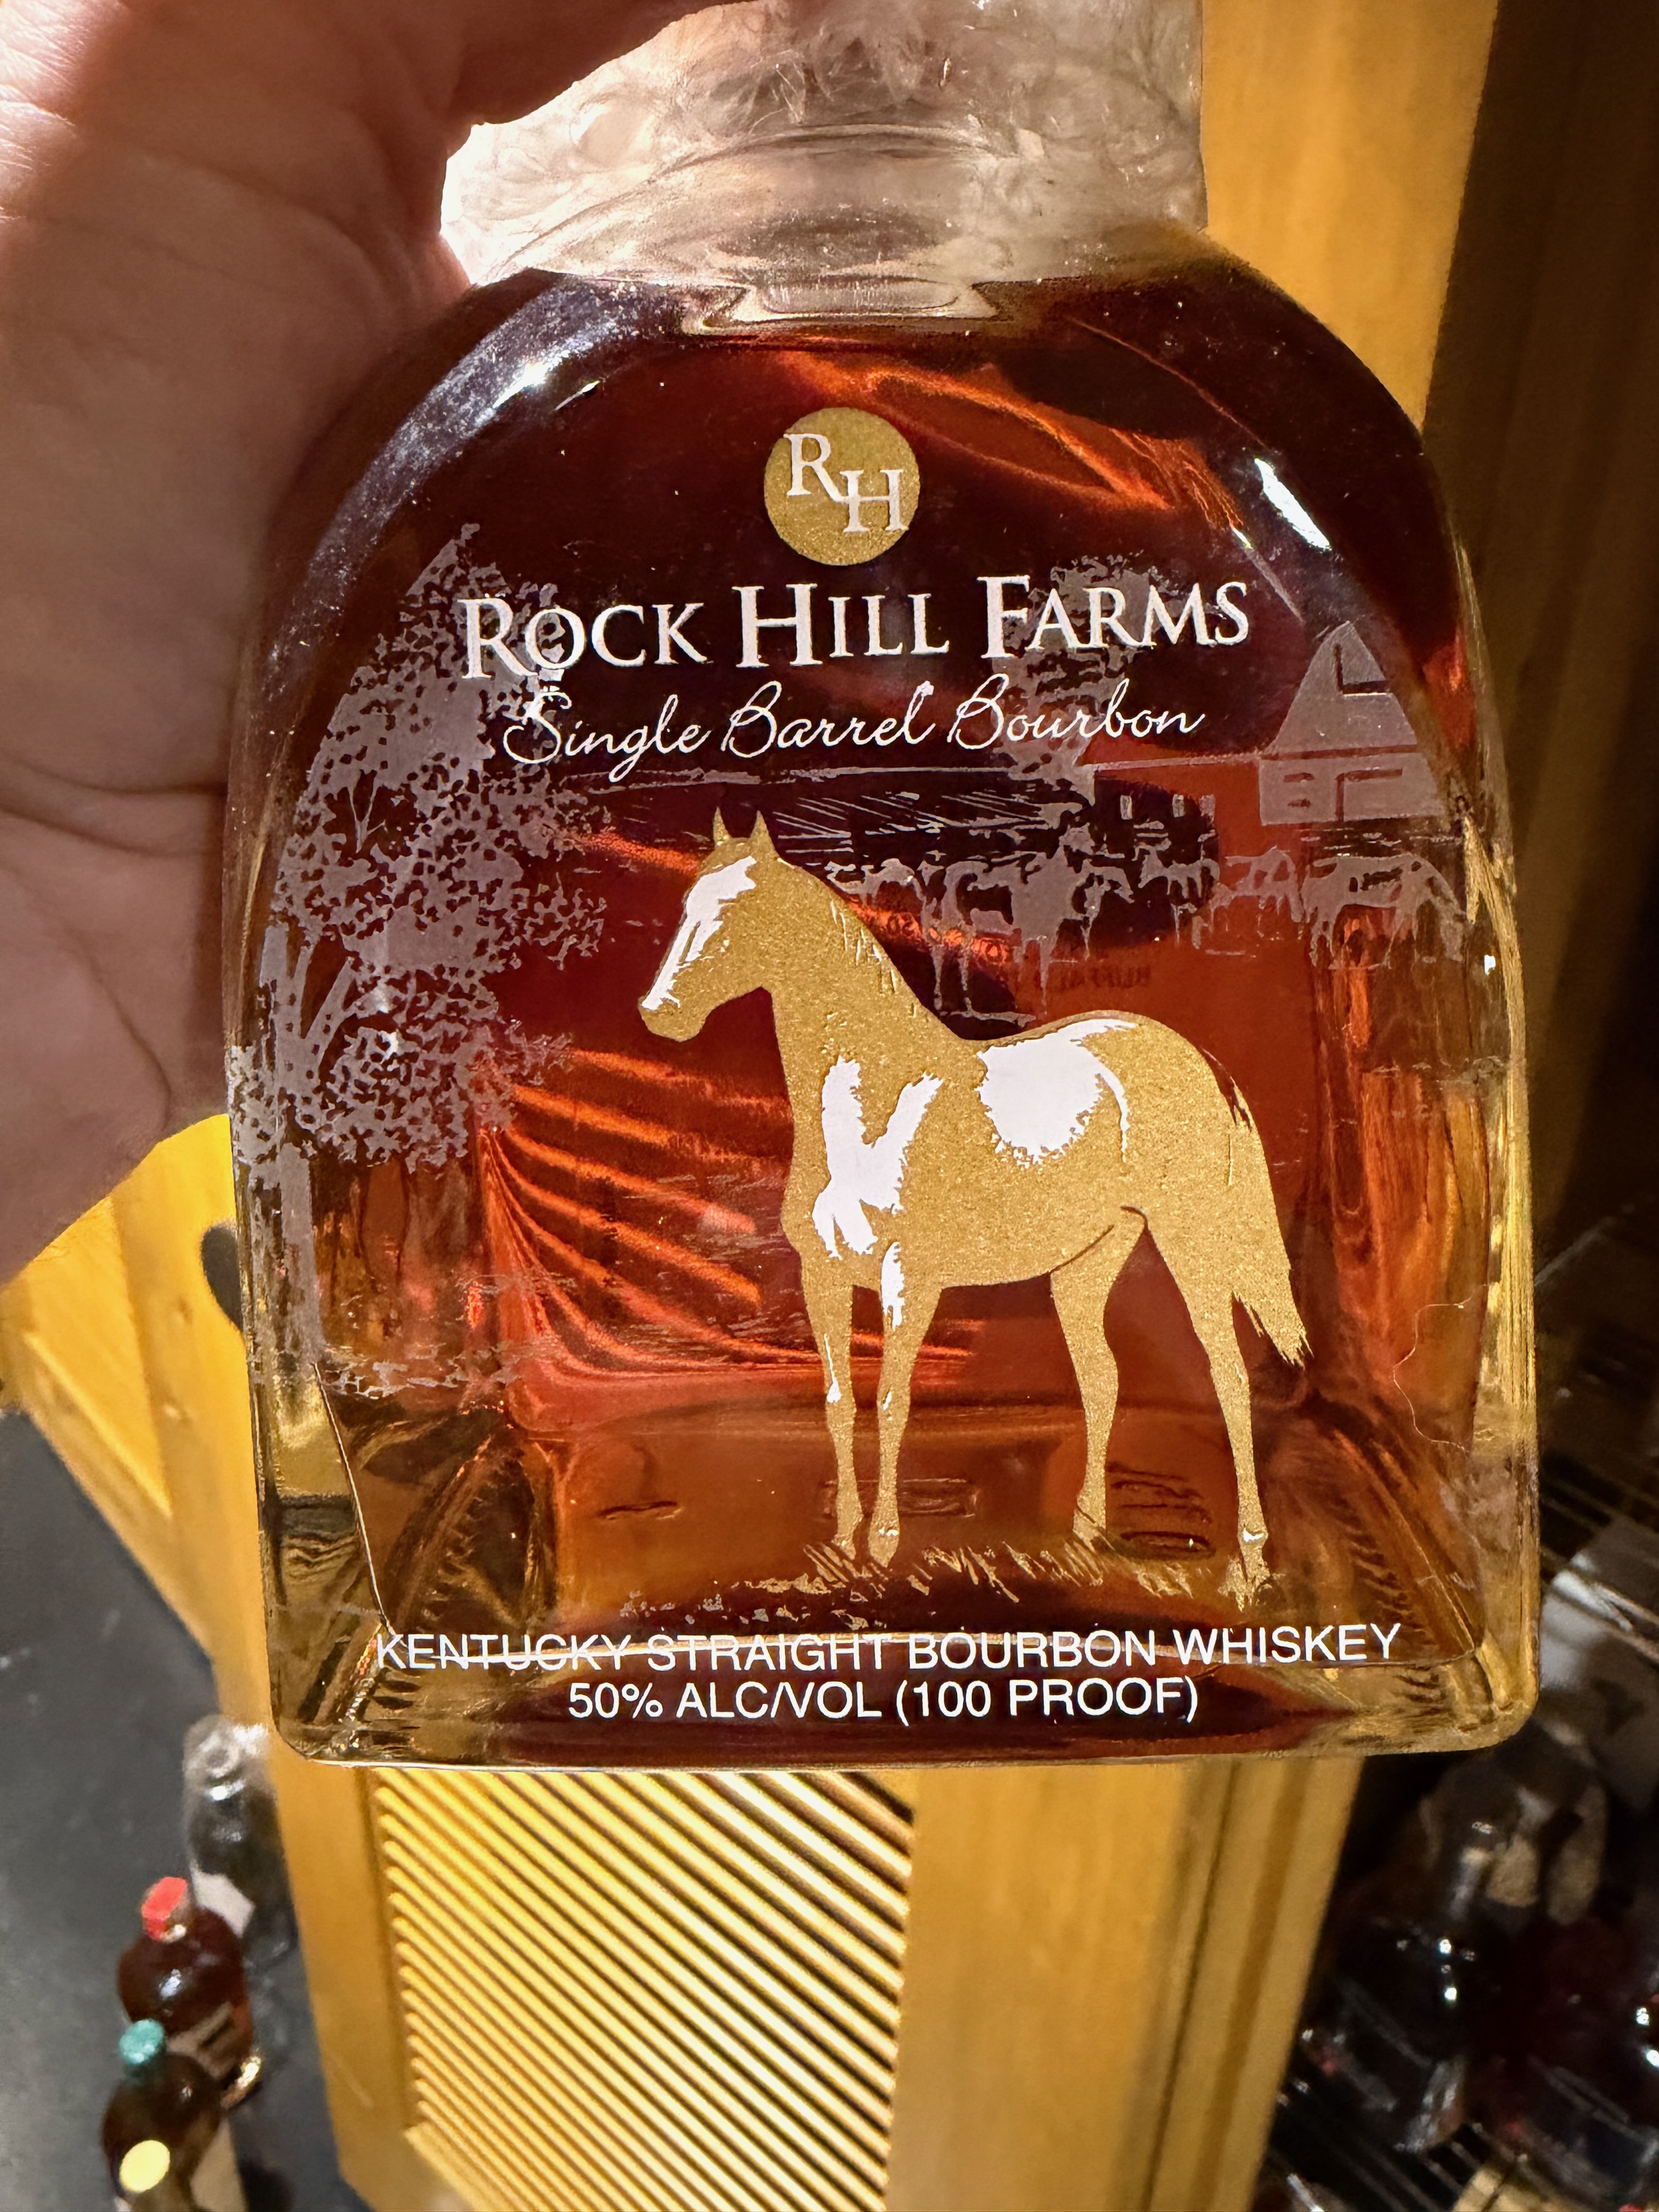 RH
ROCK HILL FARMS
Single Barrel Bourbon
KENTUCKY STRAIGHT BOURBON WHISKEY
50% ALC/VOL (100 PROOF)